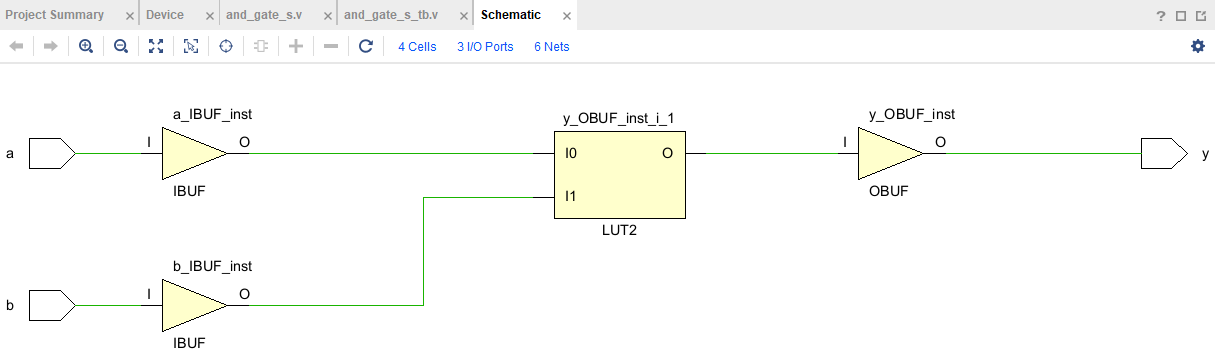 Project Summary × Device × and_gate_s.v × and_gate_s_tb.v × Schematic ×
? 
4 Cells 3 I/O Ports 6 Nets
a_IBUF_inst
y_OBUF_inst_i_1
y_OBUF_inst
a
I
O
I0
O
I
O
y
IBUF
I1
OBUF
LUT2
b_IBUF_inst
b
I
O
IBUF